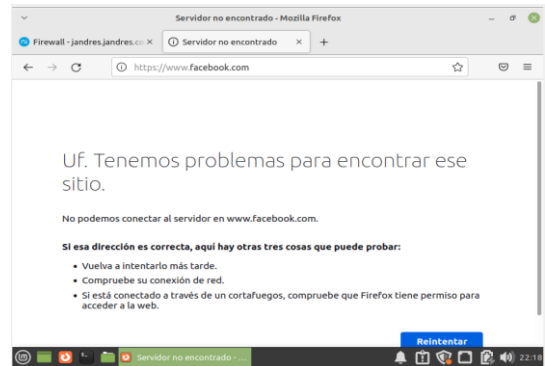 Servidor no encontrado - Mozilla Firefox
Firewall - jandres.jandres.co
Servidor no encontrado
https://www.facebook.com
Uf. Tenemos problemas para encontrar ese
sitio.
No podemos conectar al servidor en www.facebook.com.
Si esa dirección es correcta, aquí hay otras tres cosas que puede probar:
• Vuelva a intentarlo más tarde.
• Compruebe su conexión de red.
• Si está conectado a través de un cortafuegos, compruebe que Firefox tiene permiso para
acceder a la web.
Reintentar
Servidor no encontrado - ...
22:18